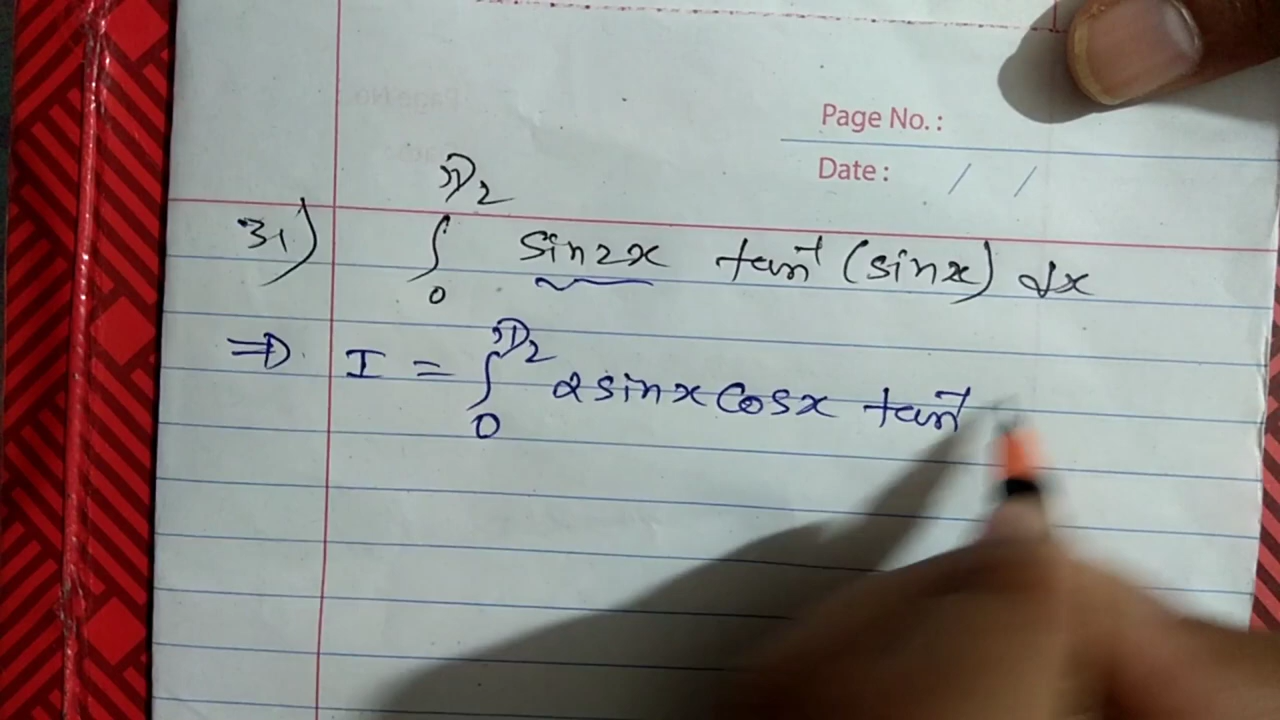 Page No. :
Date : / /
31) ∫₀^(π/2) sin2x tan⁻¹ (sinx) dx
⇒ I = ∫₀^(π/2) 2sinx cosx tan⁻¹